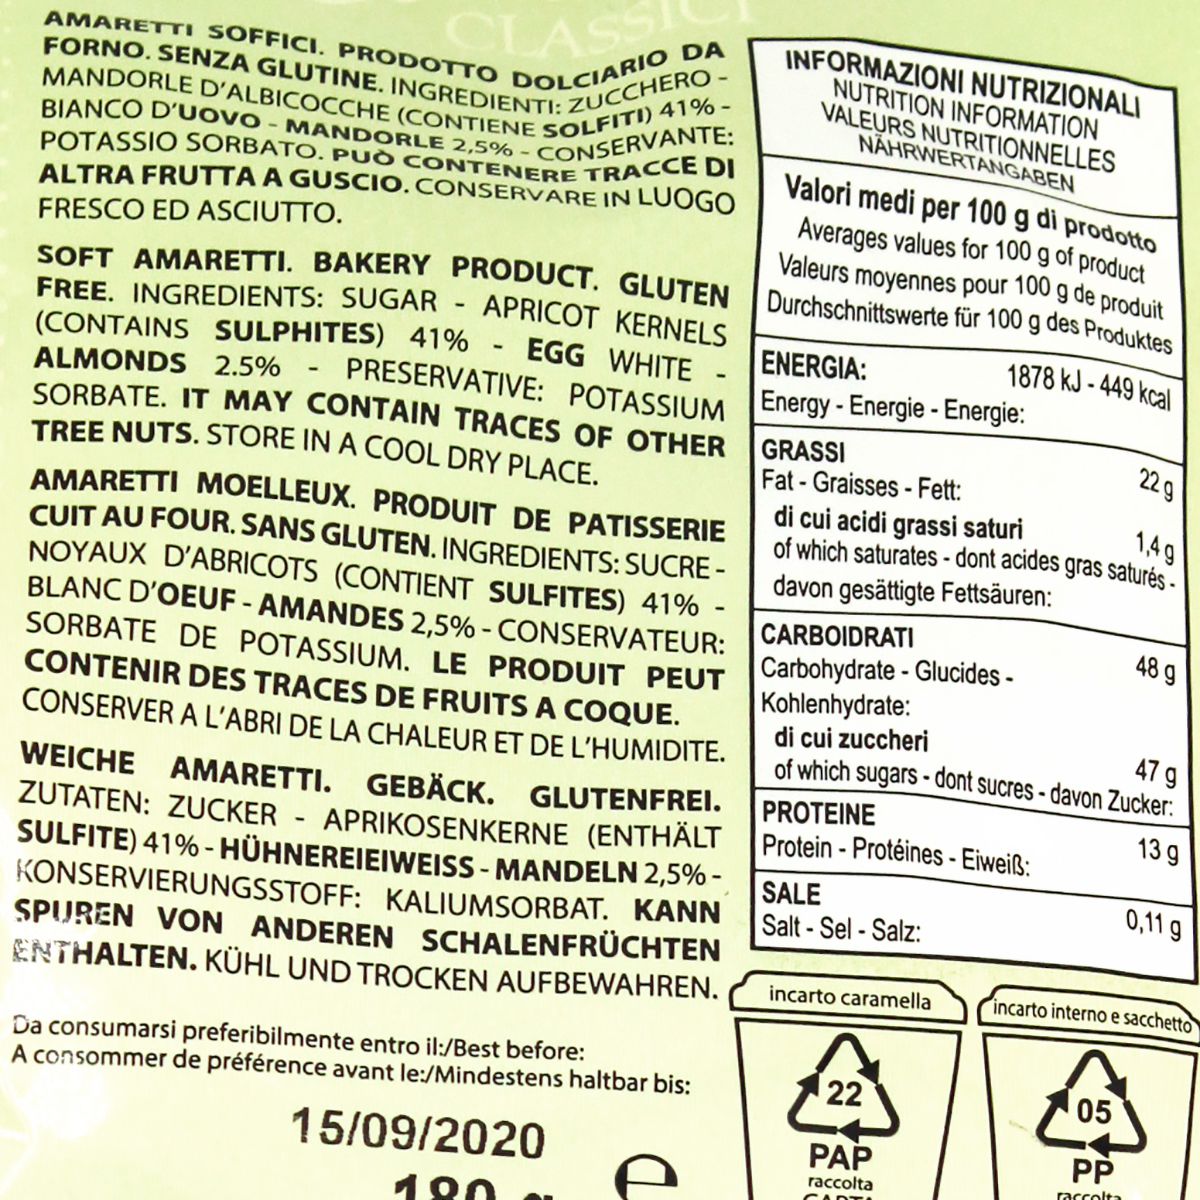 CLASSICI
AMARETTI SOFFICI. PRODOTTO DOLCIARIO DA
FORNO. SENZA GLUTINE. INGREDIENTI: ZUCCHERO -
MANDORLE D'ALBICOCCHE (CONTIENE SOLFITI) 41% -
BIANCO D'UOVO - MANDORLE 2,5% - CONSERVANTE:
POTASSIO SORBATO. PUÒ CONTENERE TRACCE DI
ALTRA FRUTTA A GUSCIO. CONSERVARE IN LUOGO
FRESCO ED ASCIUTTO.
SOFT AMARETTI. BAKERY PRODUCT. GLUTEN
FREE. INGREDIENTS: SUGAR - APRICOT KERNELS
(CONTAINS SULPHITES) 41% - EGG WHITE -
ALMONDS 2.5% - PRESERVATIVE: POTASSIUM
SORBATE. IT MAY CONTAIN TRACES OF OTHER
TREE NUTS. STORE IN A COOL DRY PLACE.
AMARETTI MOELLEUX. PRODUIT DE PATISSERIE
CUIT AU FOUR. SANS GLUTEN. INGREDIENTS: SUCRE -
NOYAUX D'ABRICOTS (CONTIENT SULFITES) 41% -
BLANC D'OEUF - AMANDES 2,5% - CONSERVATEUR:
SORBATE DE POTASSIUM. LE PRODUIT PEUT
CONTENIR DES TRACES DE FRUITS A COQUE.
CONSERVER A L'ABRI DE LA CHALEUR ET DE L'HUMIDITE.
WEICHE AMARETTI. GEBÄCK. GLUTENFREI.
ZUTATEN: ZUCKER - APRIKOSENKERNE (ENTHÄLT
SULFITE) 41% - HÜHNEREIEIWEISS - MANDELN 2,5% -
KONSERVIERUNGSSTOFF: KALIUMSORBAT. KANN
SPUREN VON ANDEREN SCHALENFRÜCHTEN
ENTHALTEN. KÜHL UND TROCKEN AUFBEWAHREN.
Da consumarsi preferibilmente entro il:/Best before:
A consommer de préférence avant le:/Mindestens haltbar bis:
15/09/2020
180 g e
INFORMAZIONI NUTRIZIONALI
NUTRITION INFORMATION
VALEURS NUTRITIONNELLES
NÄHRWERTANGABEN
Valori medi per 100 g di prodotto
Averages values for 100 g of product
Valeurs moyennes pour 100 g de produit
Durchschnittswerte für 100 g des Produktes
ENERGIA: 1878 kJ - 449 kcal
Energy - Energie - Energie:
GRASSI 22 g
Fat - Graisses - Fett:
di cui acidi grassi saturi 1,4 g
of which saturates - dont acides gras saturés -
davon gesättigte Fettsäuren:
CARBOIDRATI 48 g
Carbohydrate - Glucides -
Kohlenhydrate:
di cui zuccheri 47 g
of which sugars - dont sucres - davon Zucker:
PROTEINE 13 g
Protein - Protéines - Eiweiß:
SALE 0,11 g
Salt - Sel - Salz:
incarto caramella
22
PAP
raccolta
CARTA
incarto interno e sacchetto
05
PP
raccolta